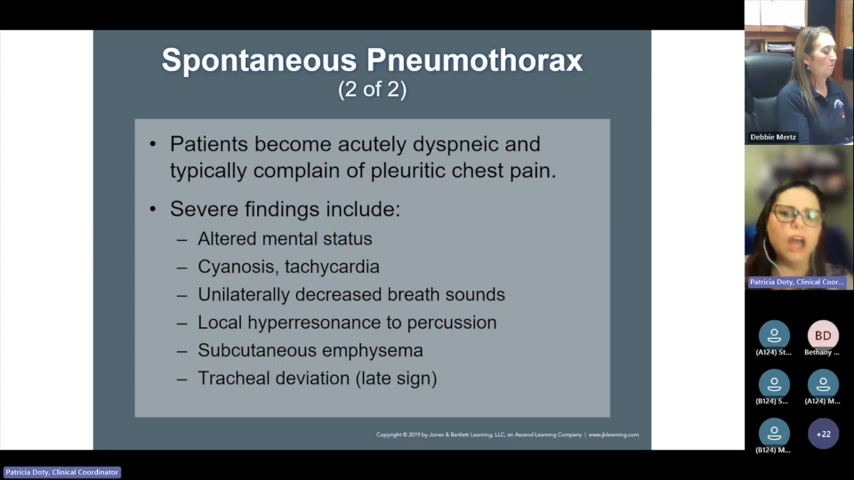 Spontaneous Pneumothorax
(2 of 2)
• Patients become acutely dyspneic and
typically complain of pleuritic chest pain.
• Severe findings include:
– Altered mental status
– Cyanosis, tachycardia
– Unilaterally decreased breath sounds
– Local hyperresonance to percussion
– Subcutaneous emphysema
– Tracheal deviation (late sign)
Copyright © 2019 by Jones & Bartlett Learning, LLC, an Ascend Learning Company | www.jblearning.com
Debbie Mertz
Patricia Doty, Clinical Coor...
(A124) St...
BD
Bethany ...
(B124) S...
(A124) M...
(B124) M...
+22
Patricia Doty, Clinical Coordinator